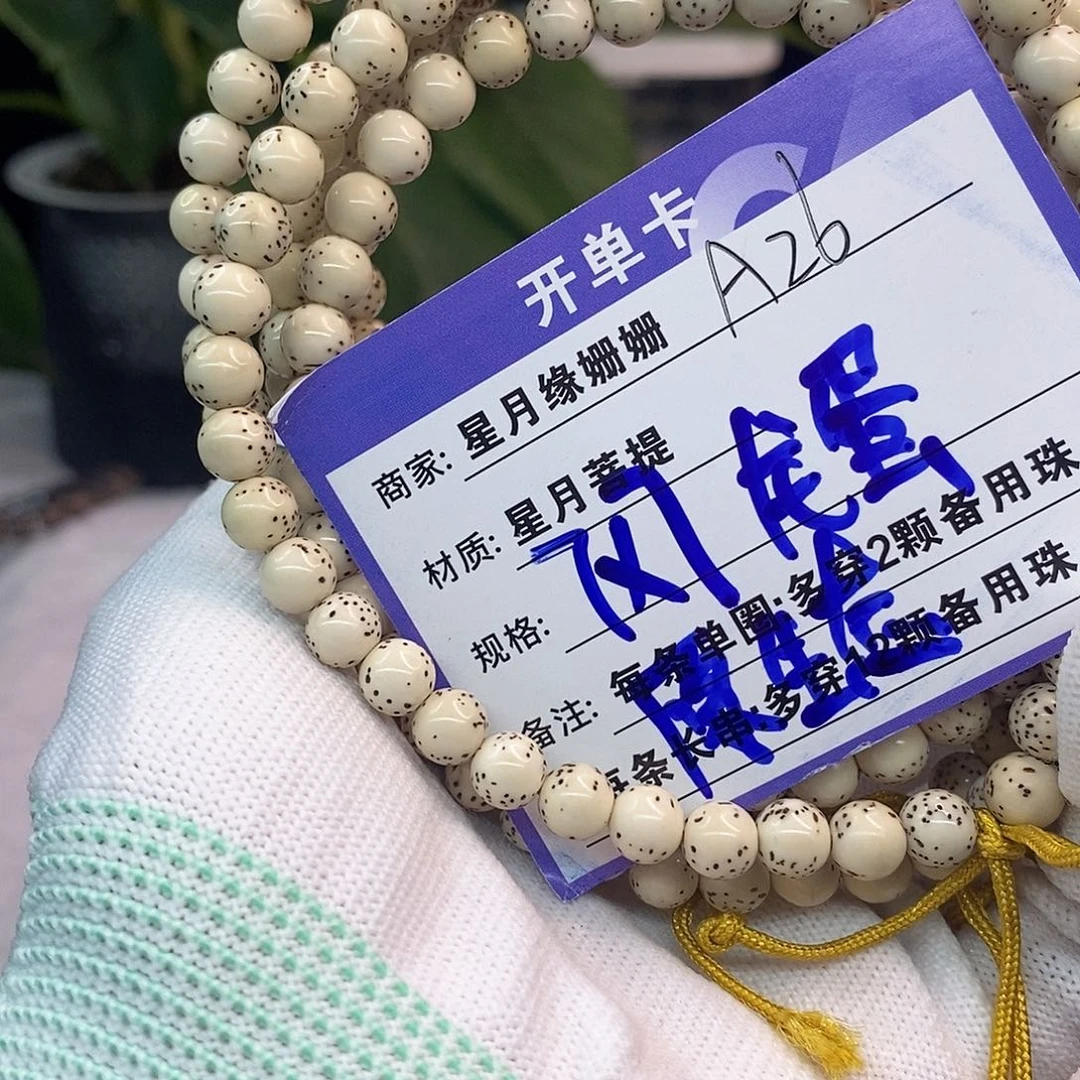 开单卡
A26
商家: 星月缘姗姗
材质: 星月菩提
规格:
备注: 每条单圈:多穿2颗备用珠
每条长串:多穿12颗备用珠